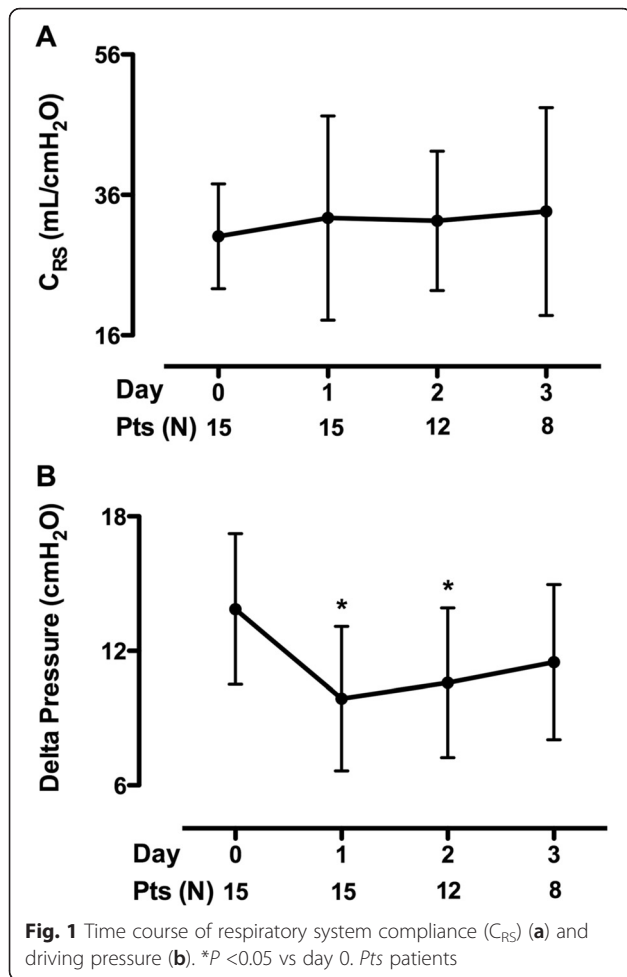 A
C_RS (mL/cmH₂O)
56
36
16
Day 0 1 2 3
Pts (N) 15 15 12 8
B
Delta Pressure (cmH₂O)
18
12
6
* *
Day 0 1 2 3
Pts (N) 15 15 12 8
Fig. 1 Time course of respiratory system compliance (C_RS) (a) and
driving pressure (b). *P <0.05 vs day 0. Pts patients